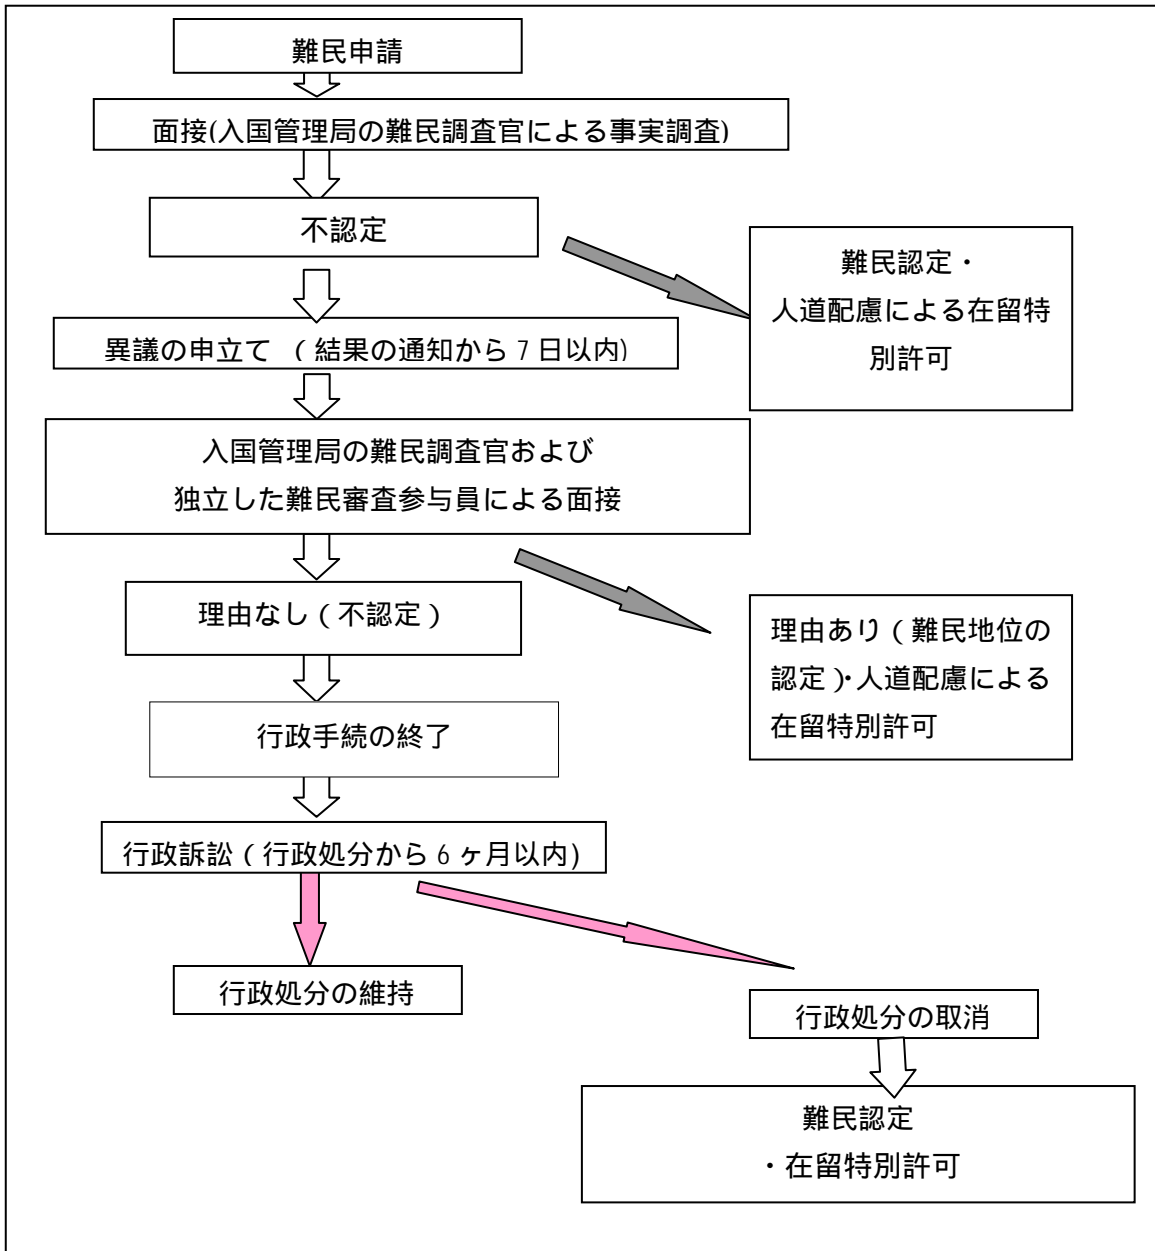 難民申請
面接(入国管理局の難民調査官による事実調査)
不認定
難民認定・
人道配慮による在留特
別許可
異議の申立て （結果の通知から７日以内)
入国管理局の難民調査官および
独立した難民審査参与員による面接
理由なし（不認定）
理由あり（難民地位の
認定）・人道配慮による
在留特別許可
行政手続の終了
行政訴訟（行政処分から６ヶ月以内)
行政処分の維持
行政処分の取消
難民認定
・在留特別許可